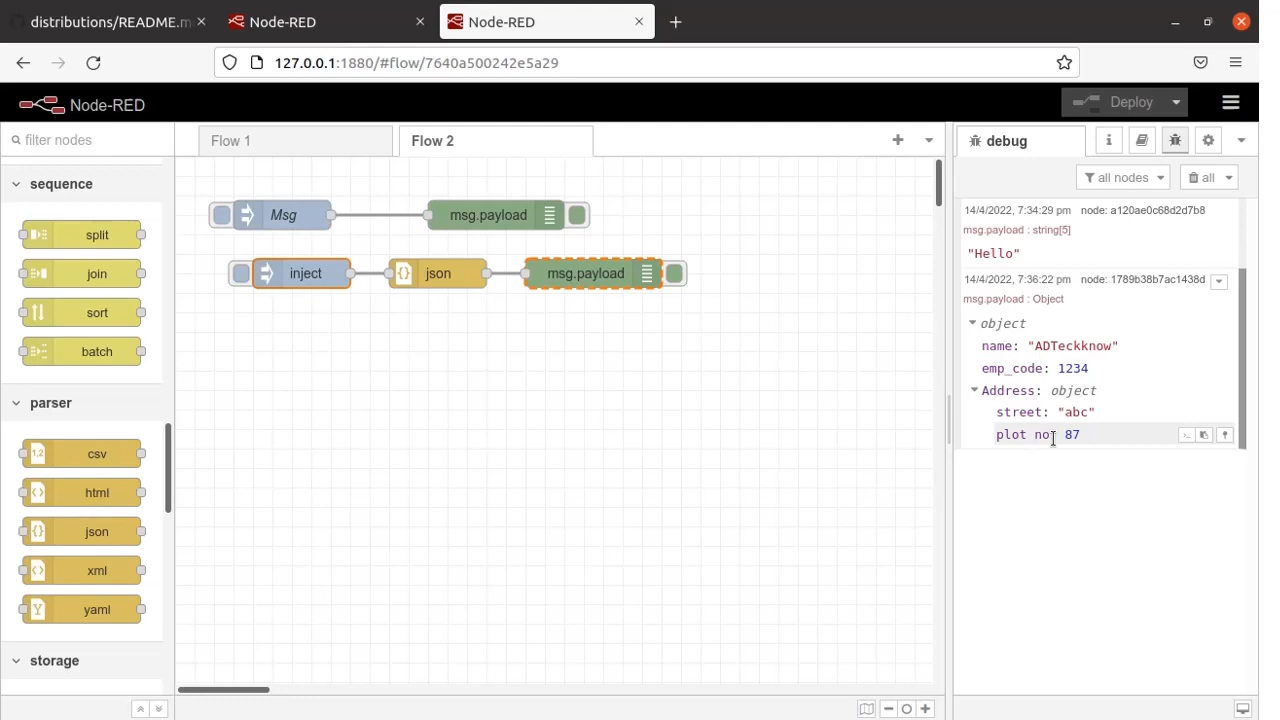 distributions/README.m
Node-RED
Node-RED
127.0.0.1:1880/#flow/7640a500242e5a29
Node-RED
Deploy
filter nodes
Flow 1
Flow 2
debug
all nodes
all
sequence
split
join
sort
batch
parser
csv
html
json
xml
yaml
storage
Msg
msg.payload
inject
json
msg.payload
14/4/2022, 7:34:29 pm node: a120ae0c68d2d7b8
msg.payload : string[5]
"Hello"
14/4/2022, 7:36:22 pm node: 1789b38b7ac1438d
msg.payload : Object
object
name: "ADTeckknow"
emp_code: 1234
Address: object
street: "abc"
plot no: 87